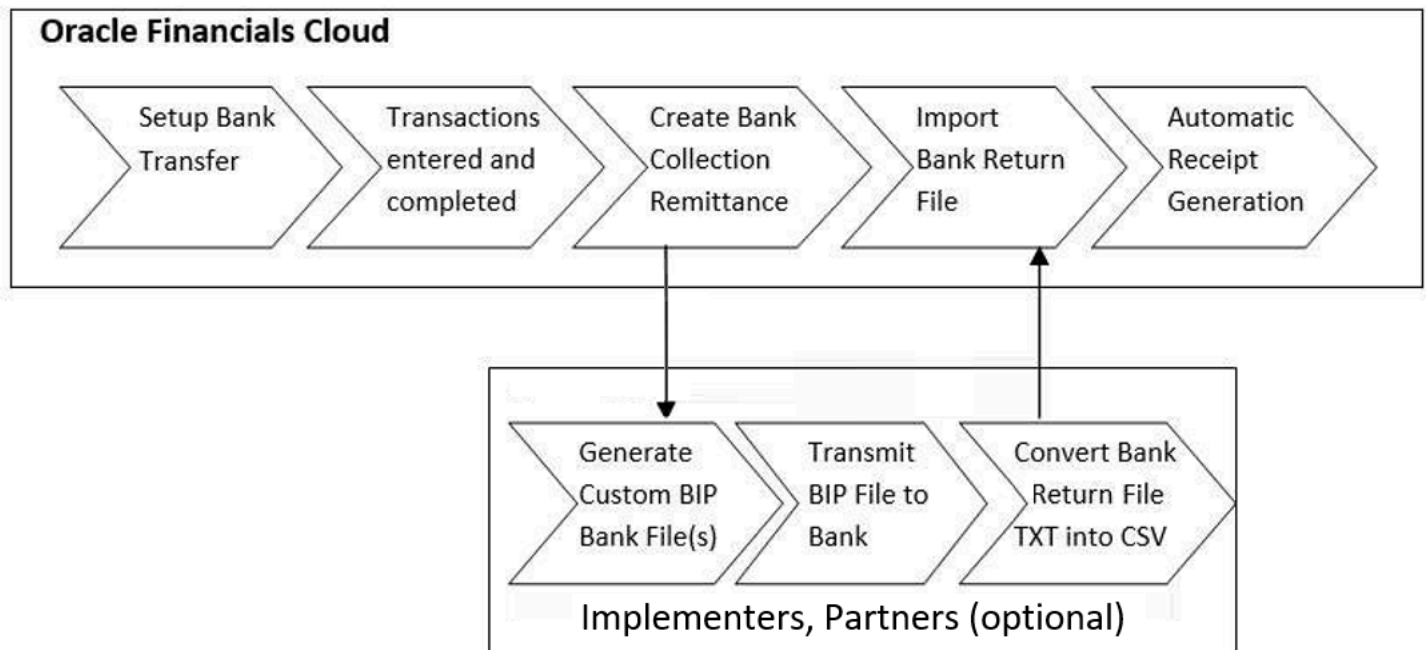 Oracle Financials Cloud
Setup Bank
Transfer
Transactions
entered and
completed
Create Bank
Collection
Remittance
Import
Bank Return
File
Automatic
Receipt
Generation
Generate
Custom BIP
Bank File(s)
Transmit
BIP File to
Bank
Convert Bank
Return File
TXT into CSV
Implementers, Partners (optional)